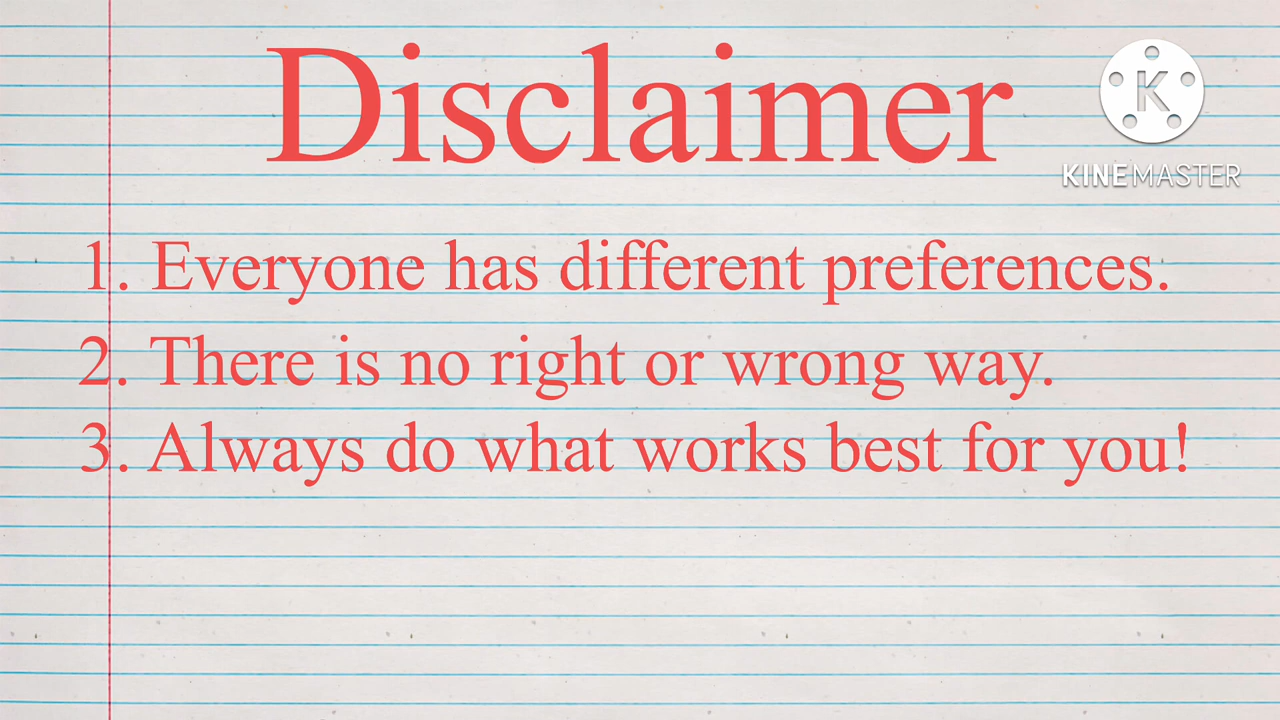 Disclaimer
K
KINEMASTER
1. Everyone has different preferences.
2. There is no right or wrong way.
3. Always do what works best for you!